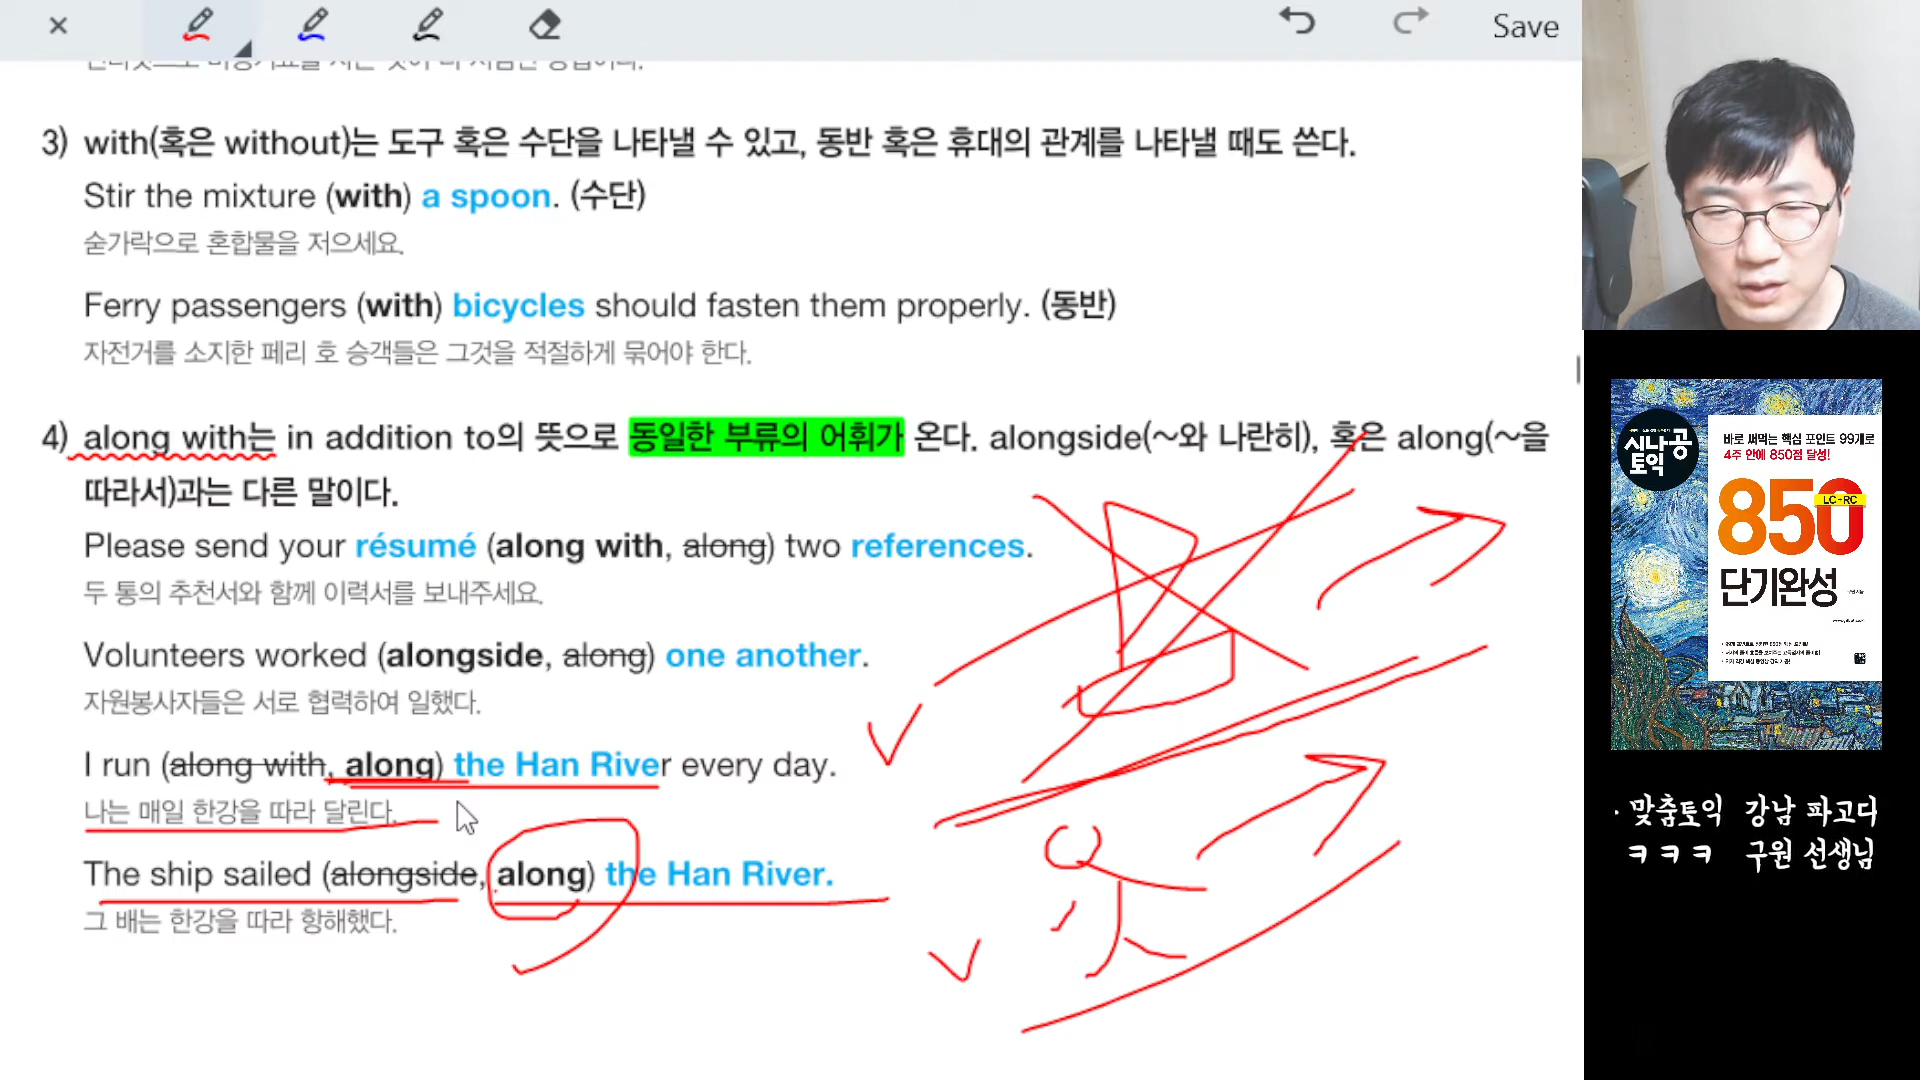 Save
3) with(혹은 without)는 도구 혹은 수단을 나타낼 수 있고, 동반 혹은 휴대의 관계를 나타낼 때도 쓴다.
Stir the mixture (with) a spoon. (수단)
숟가락으로 혼합물을 저으세요.
Ferry passengers (with) bicycles should fasten them properly. (동반)
자전거를 소지한 페리 호 승객들은 그것을 적절하게 묶어야 한다.
4) along with는 in addition to의 뜻으로 동일한 부류의 어휘가 온다. alongside(~와 나란히), 혹은 along(~을
따라서)과는 다른 말이다.
Please send your résumé (along with, along) two references.
두 통의 추천서와 함께 이력서를 보내주세요.
Volunteers worked (alongside, along) one another.
자원봉사자들은 서로 협력하여 일했다.
I run (along with, along) the Han River every day.
나는 매일 한강을 따라 달린다.
The ship sailed (alongside, along) the Han River.
그 배는 한강을 따라 항해했다.
시나공
토익
바로 써먹는 핵심 포인트 99개로
4주 안에 850점 달성!
850
LC+RC
단기완성
· 맞춤토익 강남 파고다
ㅋㅋㅋ 구원 선생님